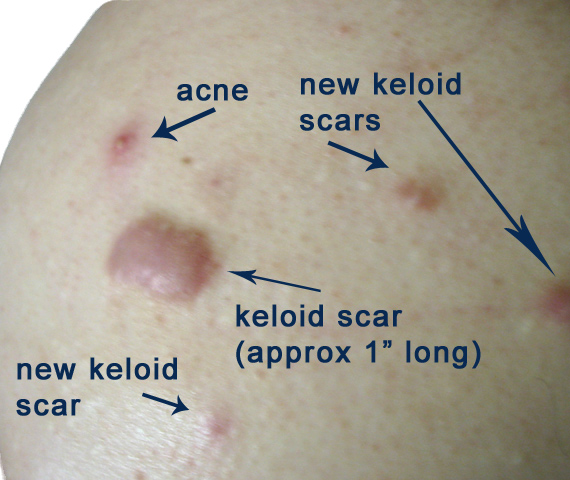 acne
new keloid
scars
keloid scar
(approx 1” long)
new keloid
scar